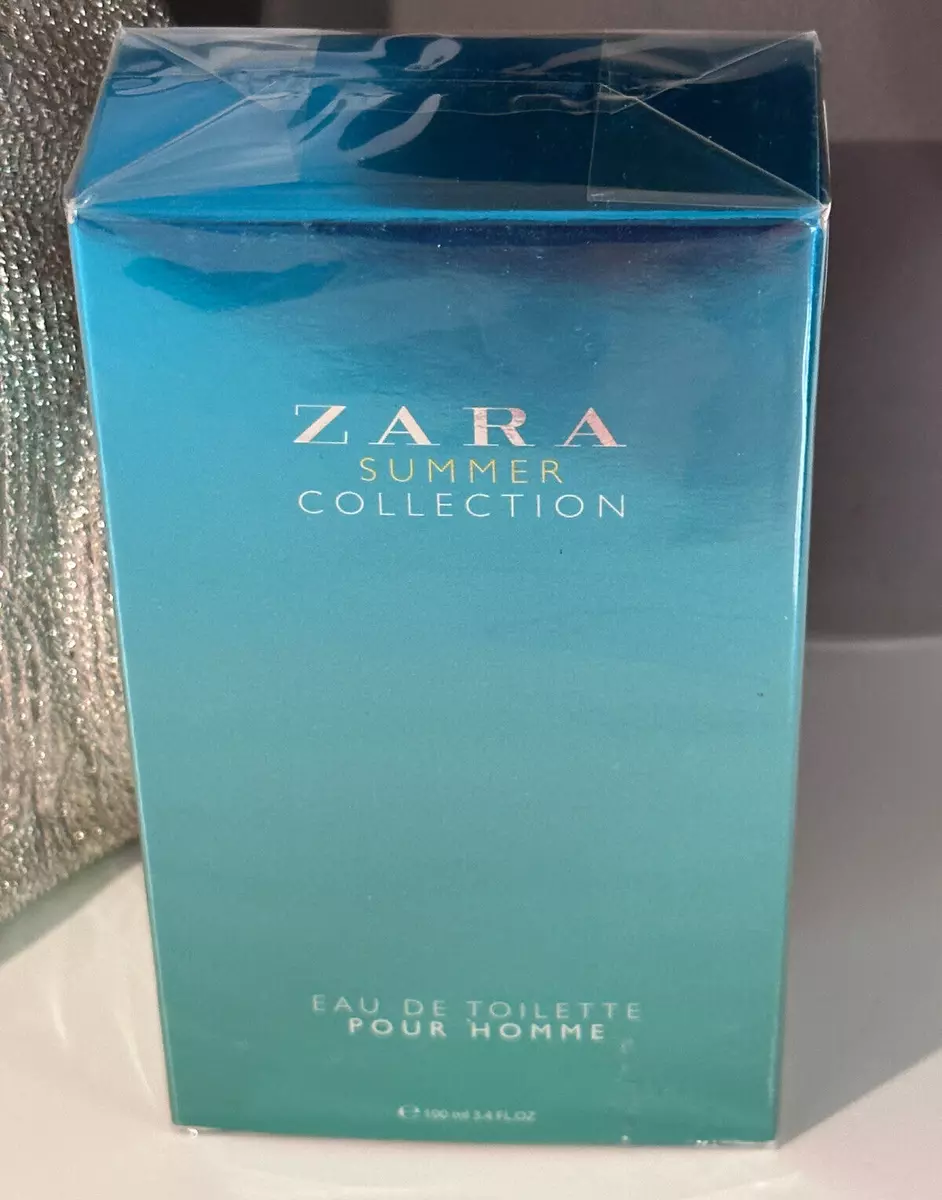 ZARA
SUMMER
COLLECTION
EAU DE TOILETTE
POUR HOMME
℮ 100 ml 3.4 FL.OZ